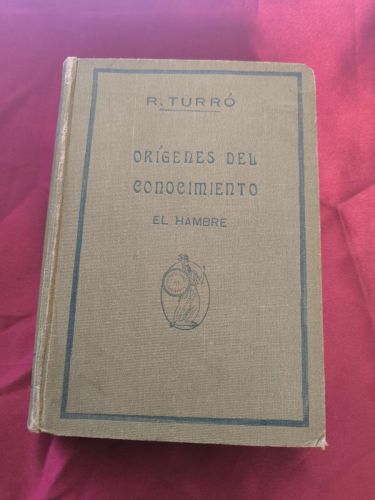 R. TURRÓ
ORÍGENES DEL
CONOCIMIENTO
EL HAMBRE